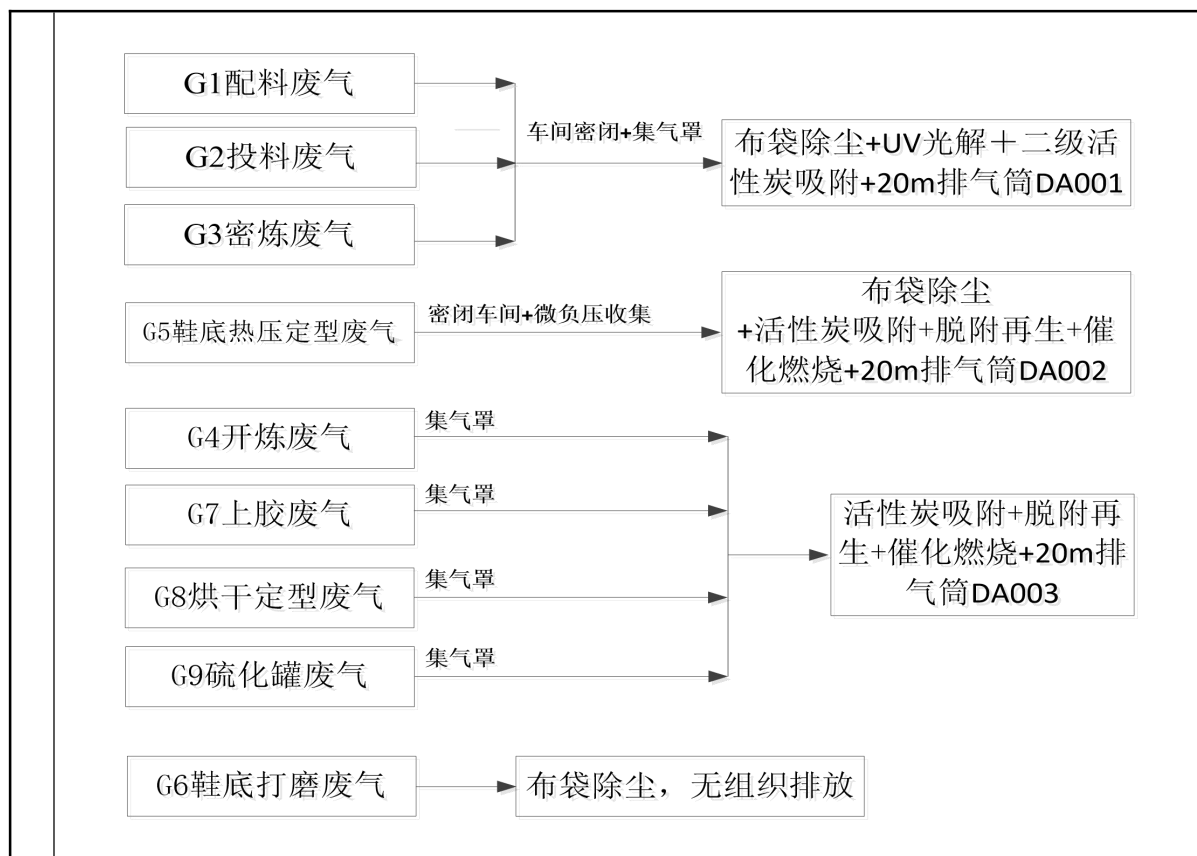 G1配料废气
G2投料废气
G3密炼废气
车间密闭+集气罩
布袋除尘+UV光解＋二级活
性炭吸附+20m排气筒DA001
G5鞋底热压定型废气
密闭车间+微负压收集
布袋除尘
+活性炭吸附+脱附再生+催
化燃烧+20m排气筒DA002
G4开炼废气
集气罩
G7上胶废气
集气罩
G8烘干定型废气
集气罩
G9硫化罐废气
集气罩
活性炭吸附+脱附再
生+催化燃烧+20m排
气筒DA003
G6鞋底打磨废气
布袋除尘，无组织排放